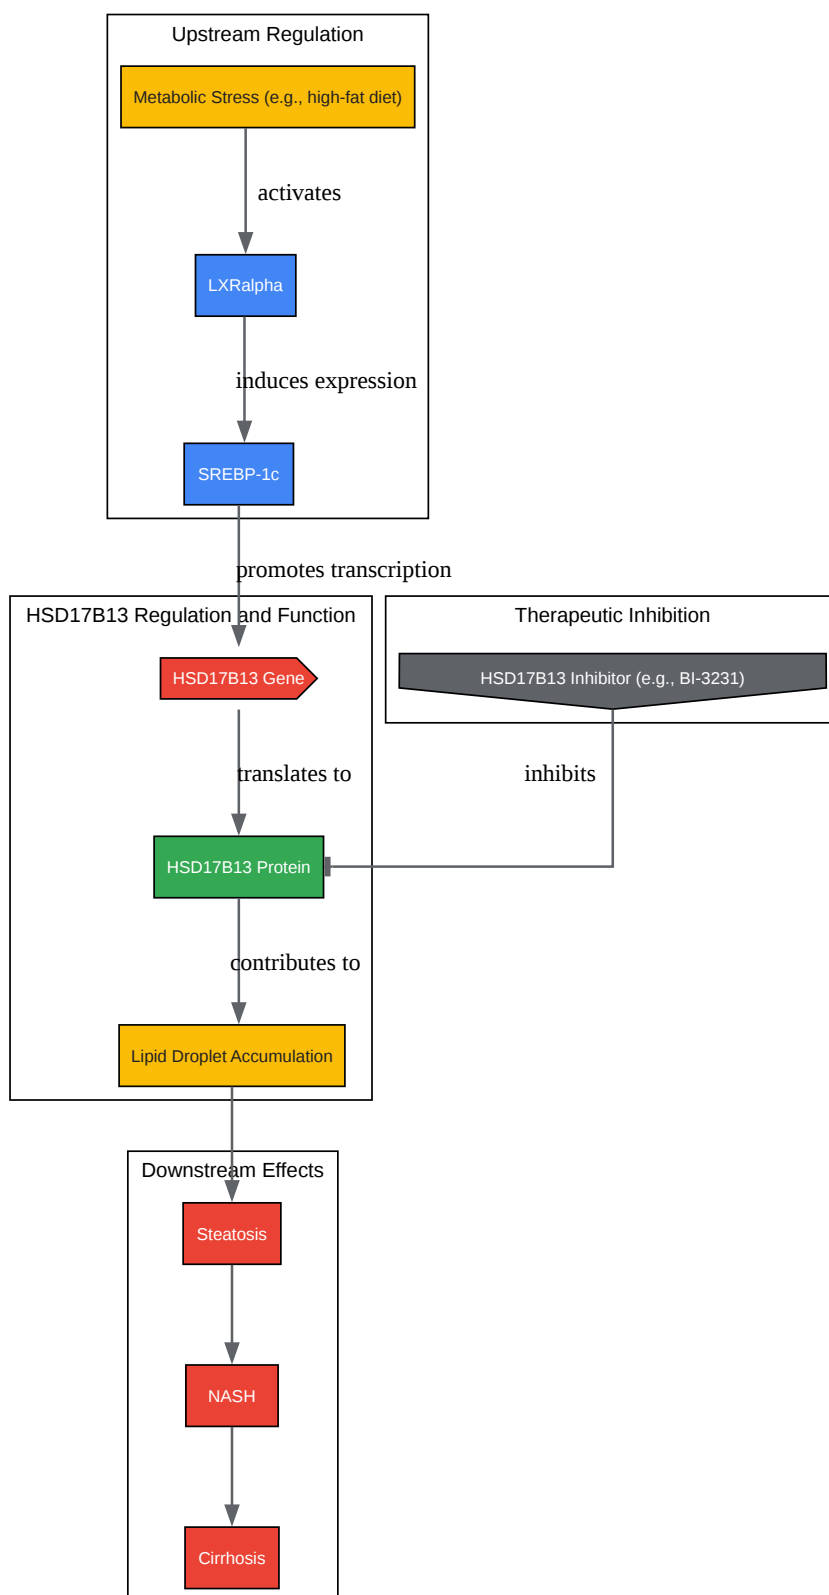 Upstream Regulation
Metabolic Stress (e.g., high-fat diet)
activates
LXRalpha
induces expression
SREBP-1c
promotes transcription
HSD17B13 Regulation and Function
Therapeutic Inhibition
HSD17B13 Gene
HSD17B13 Inhibitor (e.g., BI-3231)
translates to
inhibits
HSD17B13 Protein
contributes to
Lipid Droplet Accumulation
Downstream Effects
Steatosis
NASH
Cirrhosis